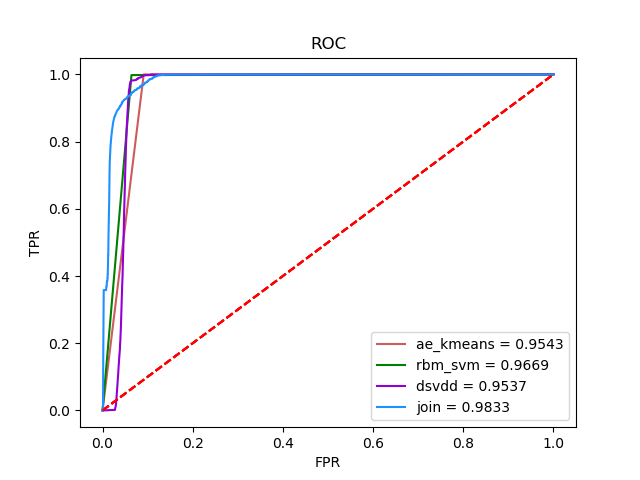 ROC
TPR
1.0
0.8
0.6
0.4
0.2
0.0
ae_kmeans = 0.9543
rbm_svm = 0.9669
dsvdd = 0.9537
join = 0.9833
0.0 0.2 0.4 0.6 0.8 1.0
FPR